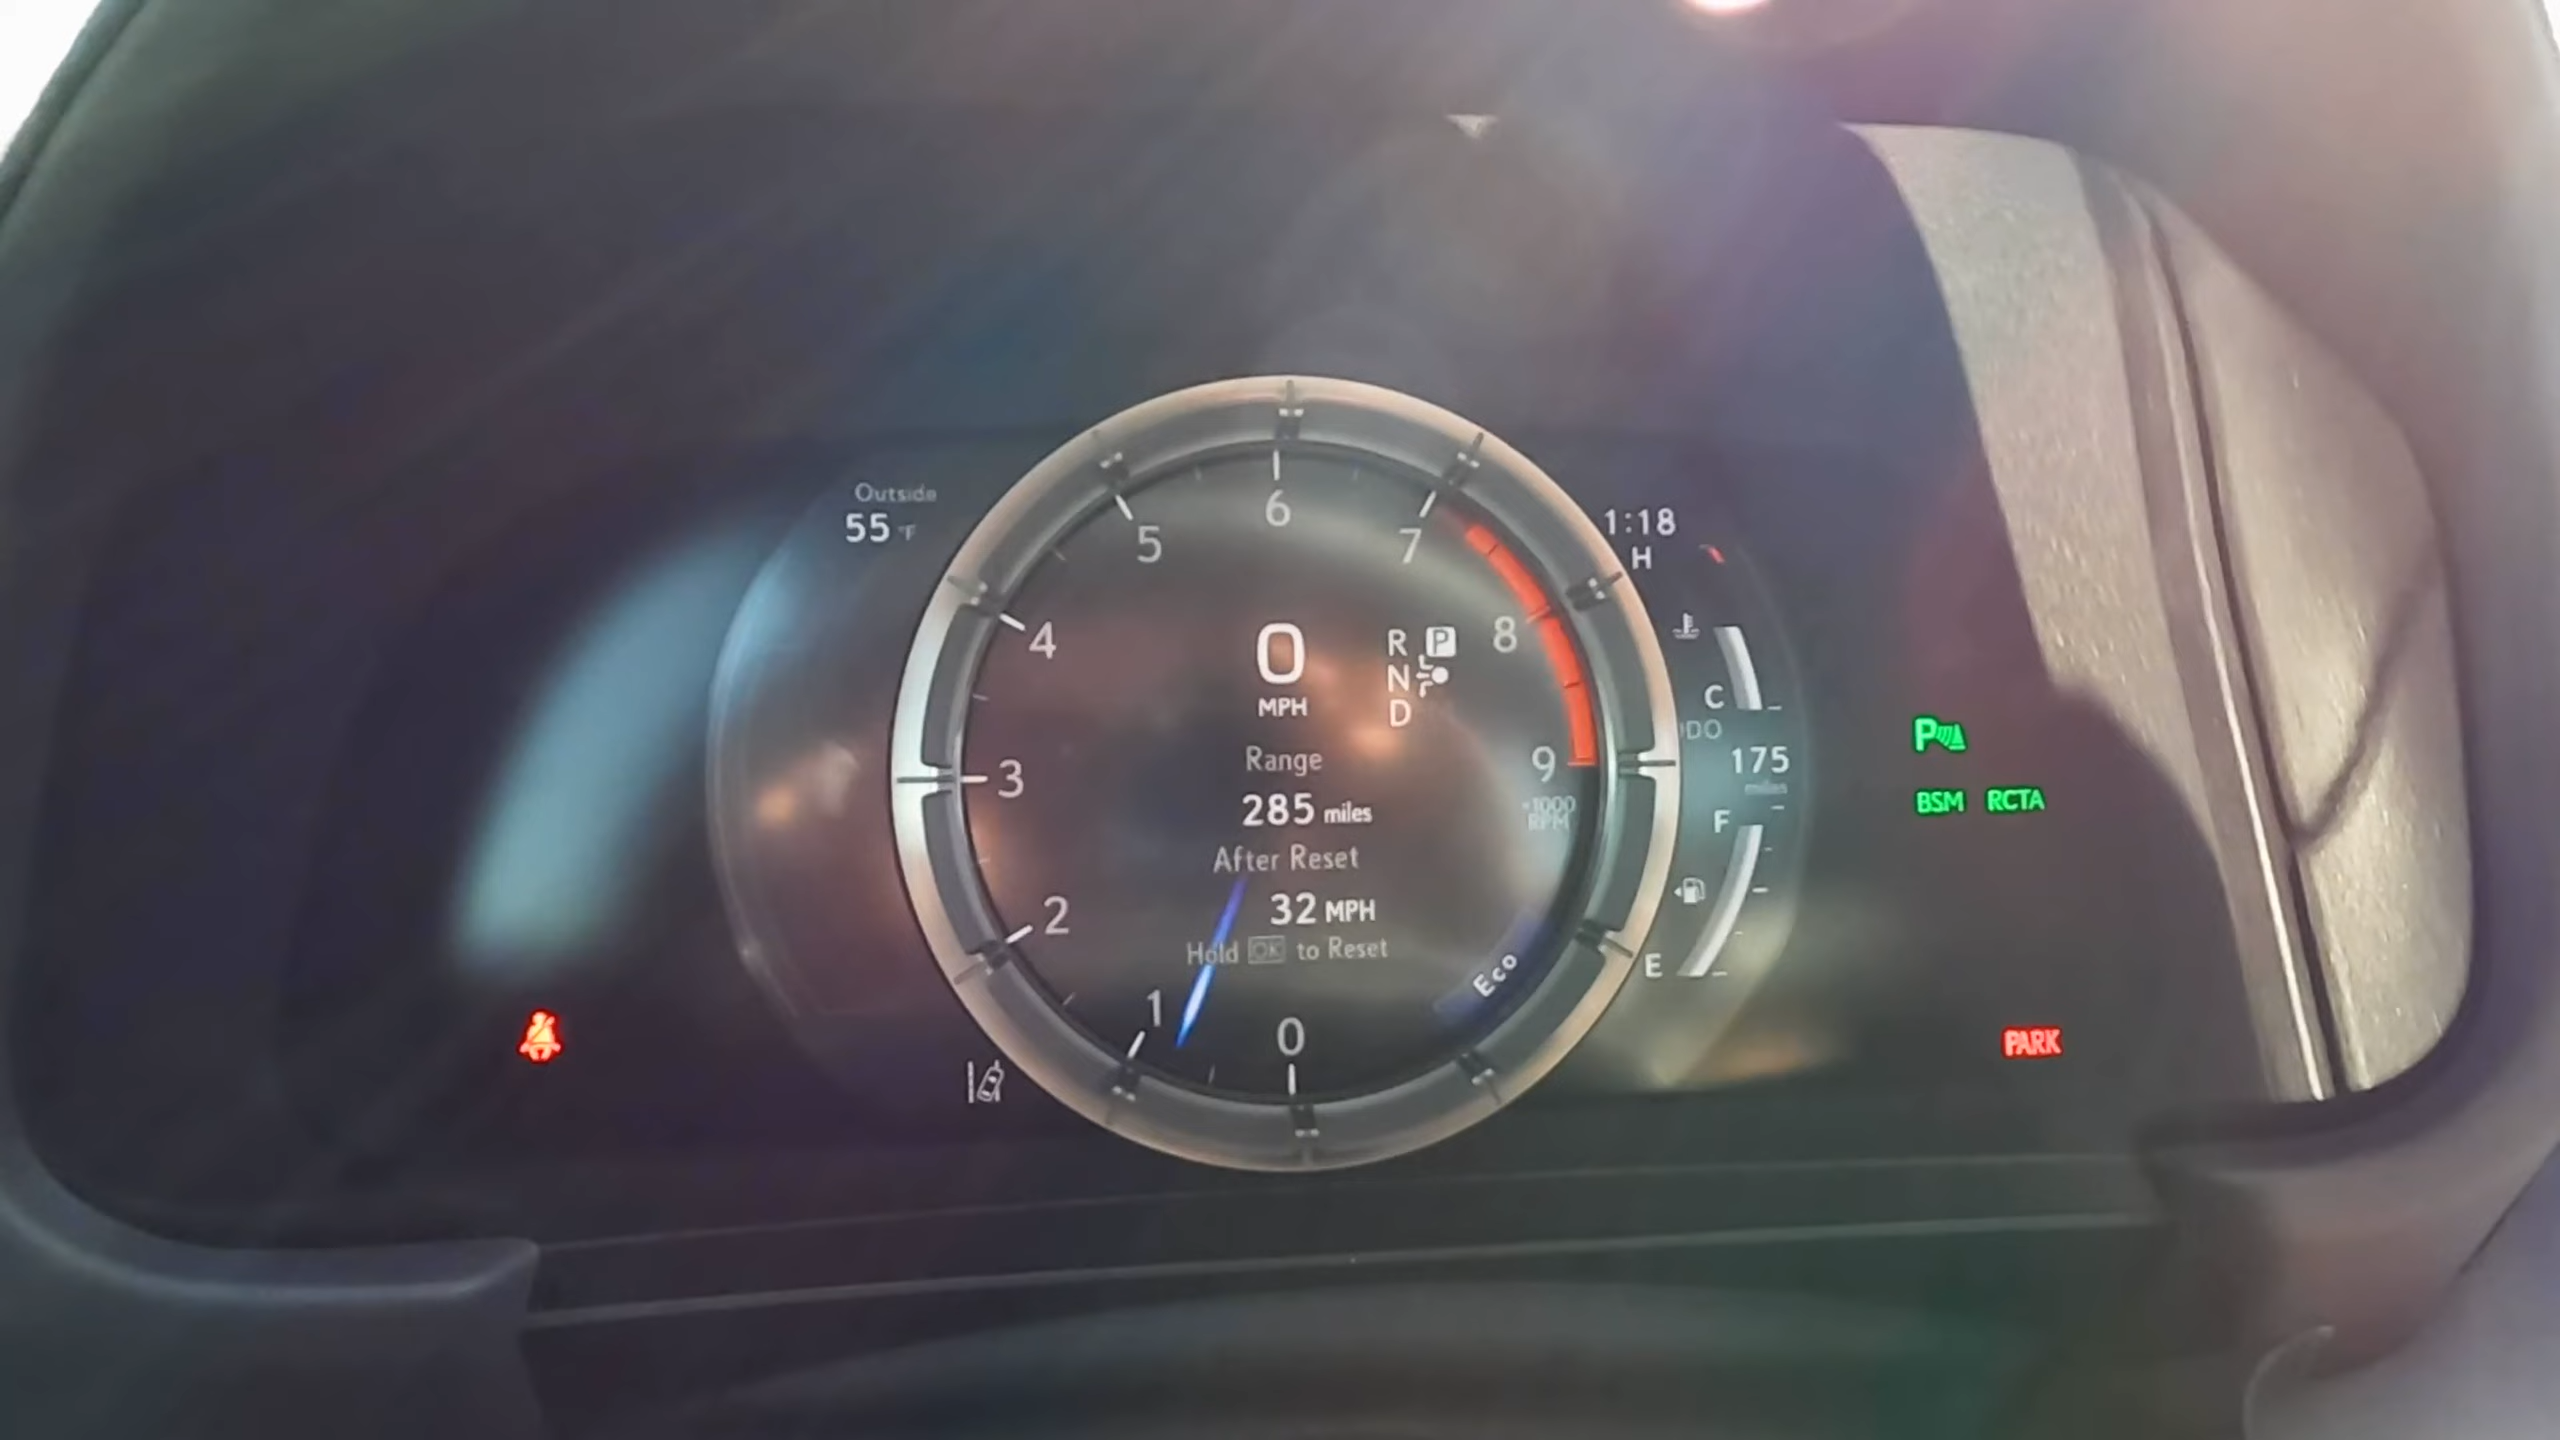 Outside
55 °F
1:18
H
6
5
7
4
8
0
MPH
R P
N
D
C
ODO
175
miles
3
9
Range
285 miles
×1000
RPM
F
After Reset
2
32 MPH
Hold OK to Reset
Eco
E
1
0
P
BSM RCTA
PARK